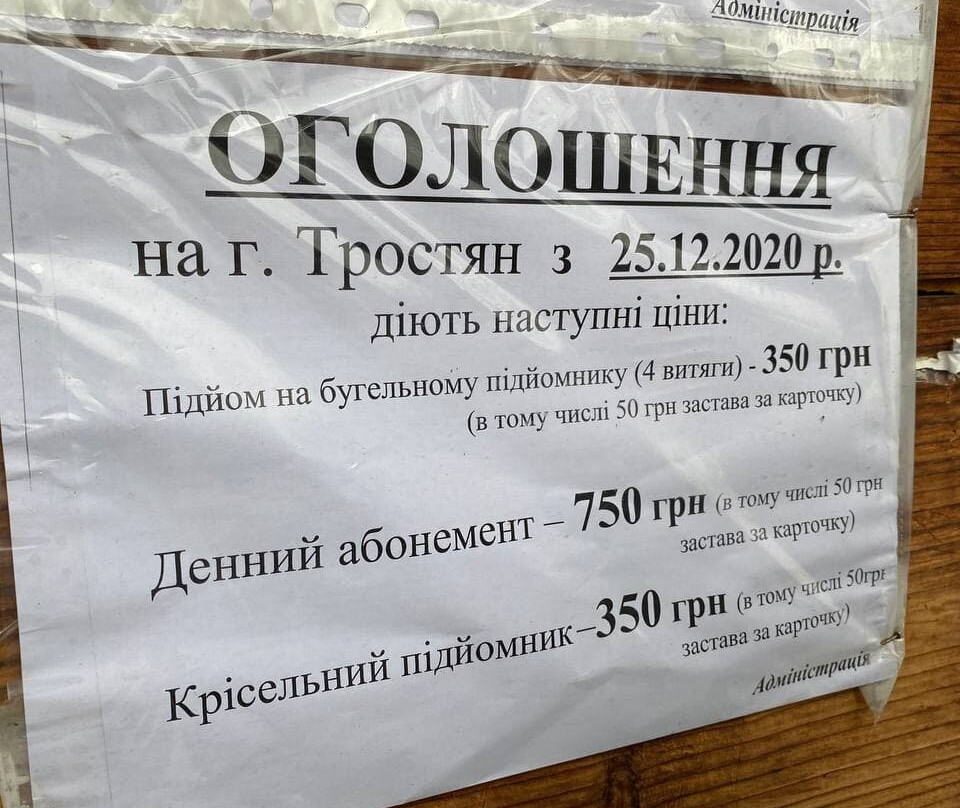 Адміністрація
ОГОЛОШЕННЯ
на г. Тростян з 25.12.2020 р.
діють наступні ціни:
Підйом на бугельному підйомнику (4 витяги) - 350 грн
(в тому числі 50 грн застава за карточку)
Денний абонемент – 750 грн (в тому числі 50 грн
застава за карточку)
Крісельний підйомник –350 грн (в тому числі 50грн
застава за карточку)
Адміністрація